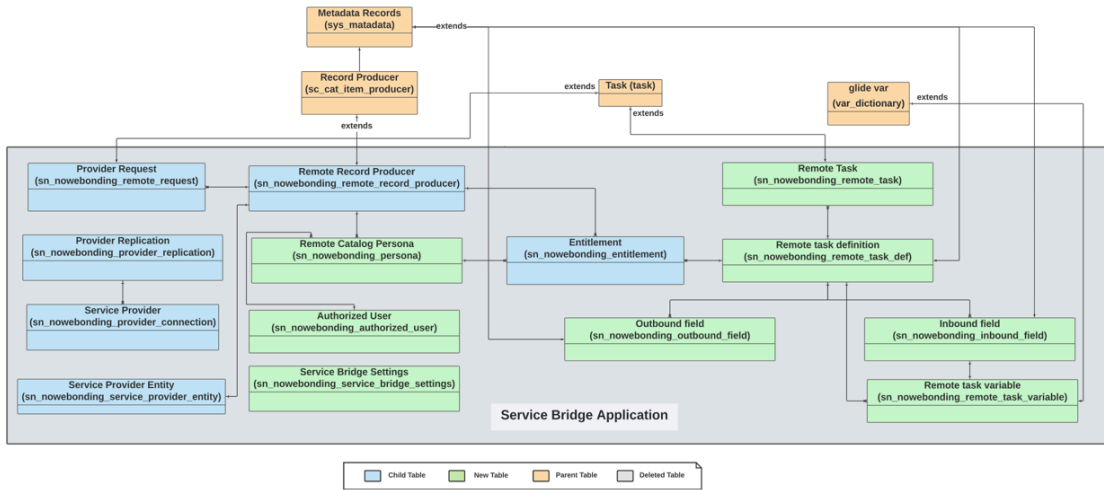 Metadata Records
(sys_matadata)
extends
Record Producer
(sc_cat_item_producer)
extends
extends
Task (task)
extends
glide var
(var_dictionary)
extends
Provider Request
(sn_nowebonding_remote_request)
Remote Record Producer
(sn_nowebonding_remote_record_producer)
Remote Task
(sn_nowebonding_remote_task)
Provider Replication
(sn_nowebonding_provider_replication)
Remote Catalog Persona
(sn_nowebonding_persona)
Entitlement
(sn_nowebonding_entitlement)
Remote task definition
(sn_nowebonding_remote_task_def)
Service Provider
(sn_nowebonding_provider_connection)
Authorized User
(sn_nowebonding_authorized_user)
Outbound field
(sn_nowebonding_outbound_field)
Inbound field
(sn_nowebonding_inbound_field)
Service Provider Entity
(sn_nowebonding_service_provider_entity)
Service Bridge Settings
(sn_nowebonding_service_bridge_settings)
Remote task variable
(sn_nowebonding_remote_task_variable)
Service Bridge Application
Child Table
New Table
Parent Table
Deleted Table